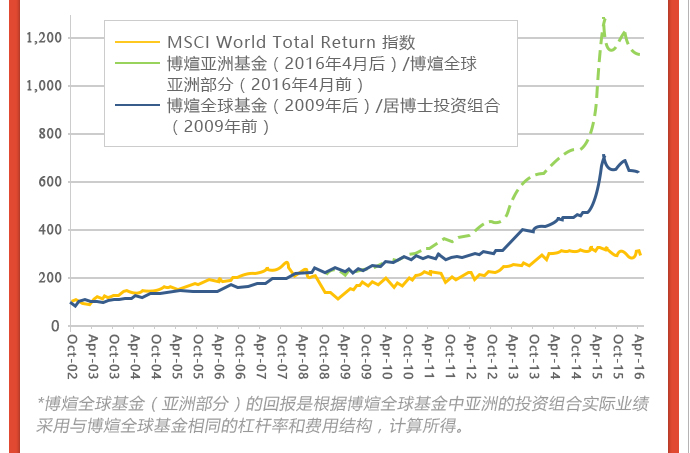 1,200
1,000
800
600
400
200
0
MSCI World Total Return 指数
博煊亚洲基金（2016年4月后）/博煊全球
亚洲部分（2016年4月前）
博煊全球基金（2009年后）/居博士投资组合
（2009年前）
Oct-02
Apr-03
Oct-03
Apr-04
Oct-04
Apr-05
Oct-05
Apr-06
Oct-06
Apr-07
Oct-07
Apr-08
Oct-08
Apr-09
Oct-09
Apr-10
Oct-10
Apr-11
Oct-11
Apr-12
Oct-12
Apr-13
Oct-13
Apr-14
Oct-14
Apr-15
Oct-15
Apr-16
*博煊全球基金（亚洲部分）的回报是根据博煊全球基金中亚洲的投资组合实际业绩
采用与博煊全球基金相同的杠杆率和费用结构，计算所得。